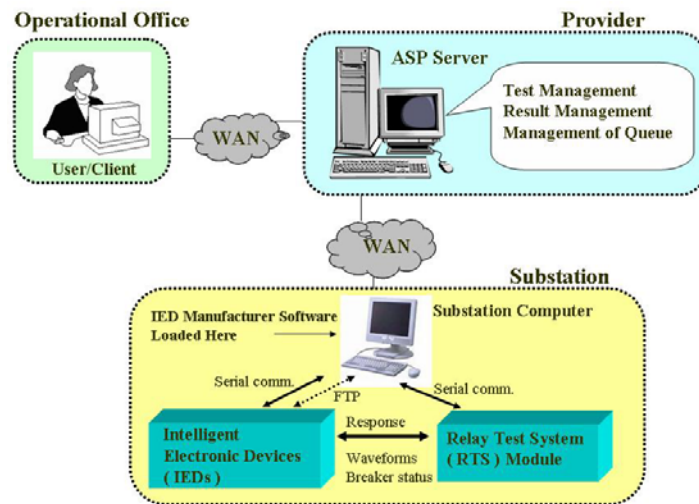 Operational Office
Provider
ASP Server
Test Management
Result Management
Management of Queue
WAN
User/Client
WAN
Substation
IED Manufacturer Software
Loaded Here
Substation Computer
Serial comm.
FTP
Serial comm.
Intelligent
Electronic Devices
( IEDs )
Response
Waveforms
Breaker status
Relay Test System
( RTS ) Module